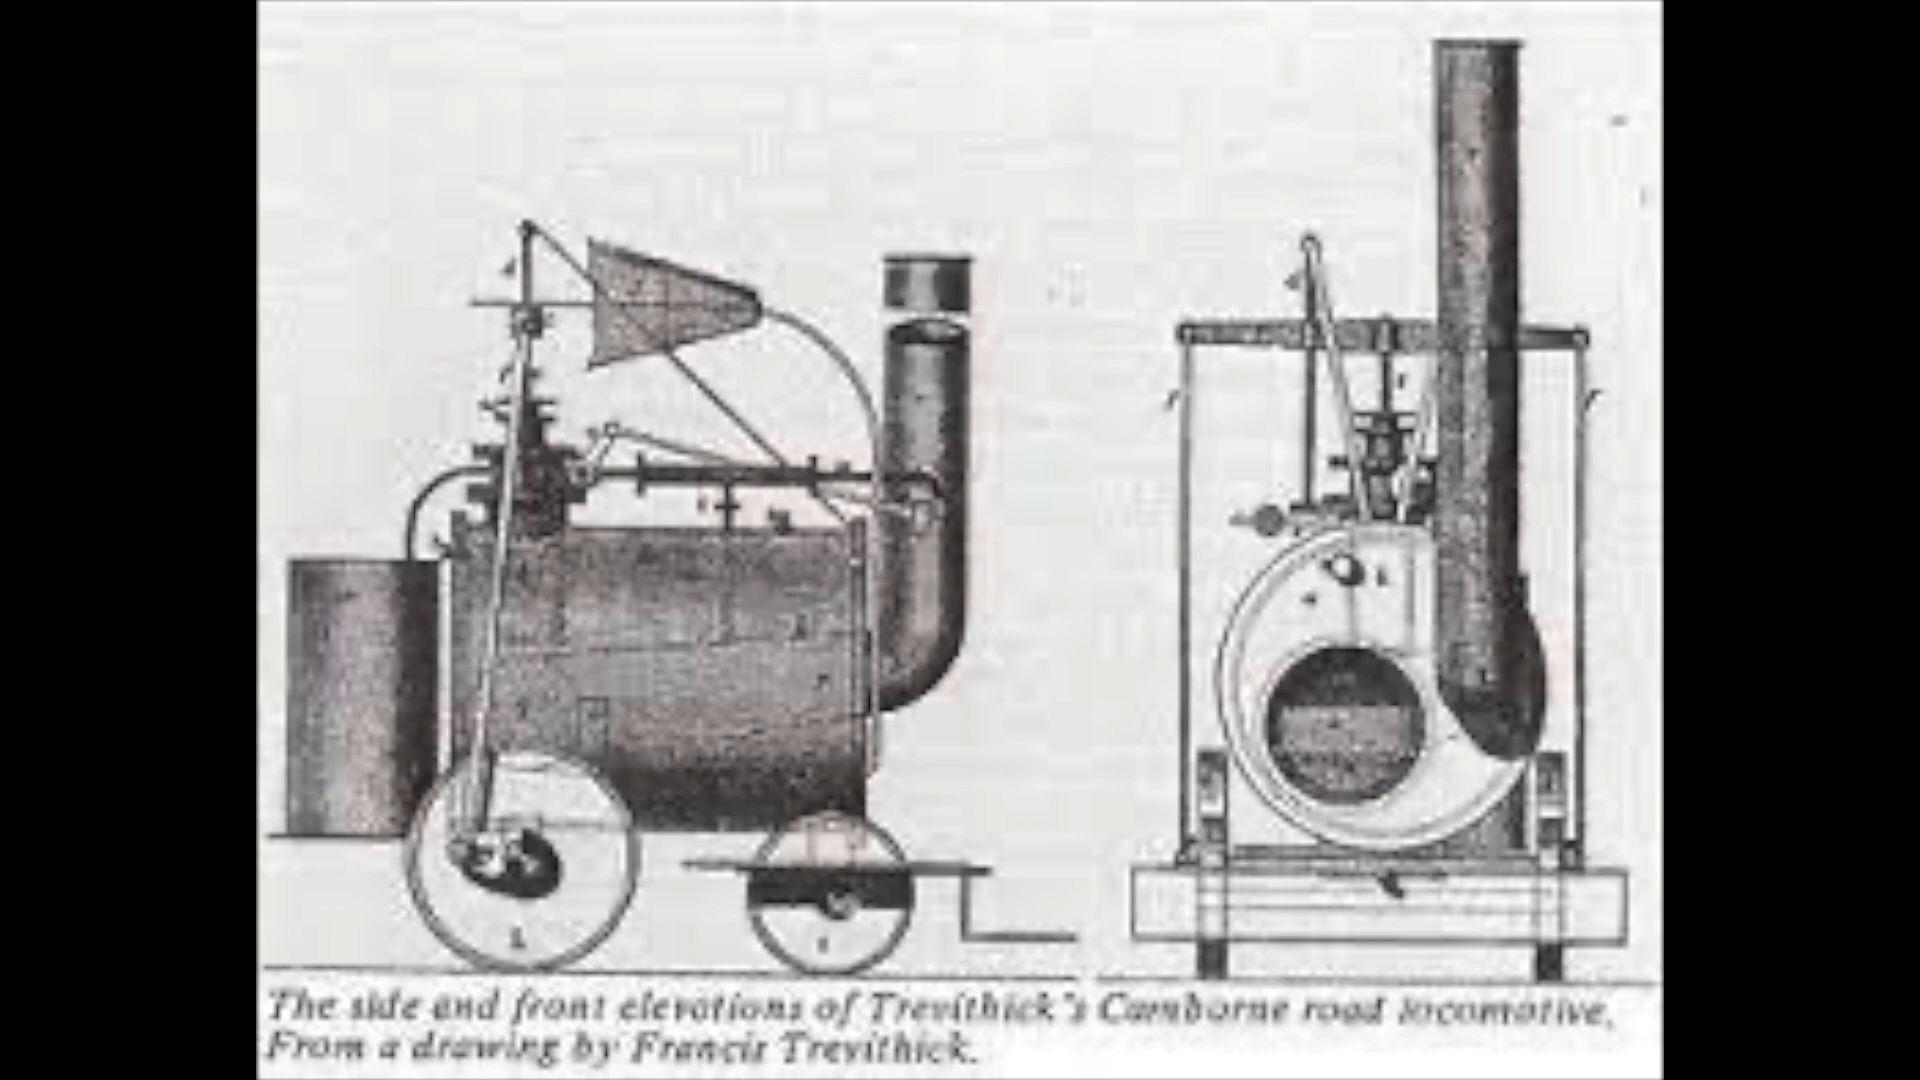 The side and front elevations of Trevithick's Camborne road locomotive,
From a drawing by Francis Trevithick.